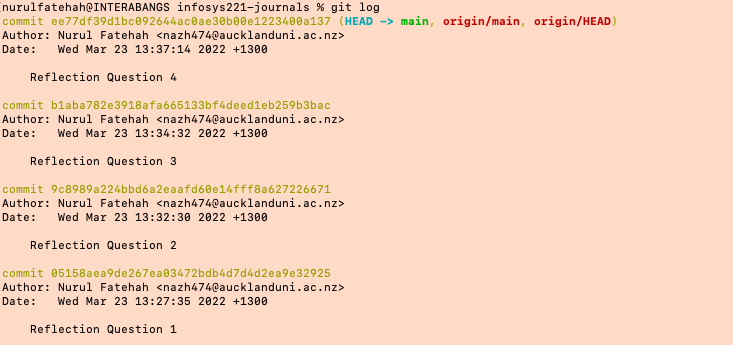 [nurulfatehah@INTERABANGS infosys221-journals % git log
commit ee77df39d1bc092644ac0ae30b00e1223400a137 (HEAD -> main, origin/main, origin/HEAD)
Author: Nurul Fatehah <nazh474@aucklanduni.ac.nz>
Date:   Wed Mar 23 13:37:14 2022 +1300
    Reflection Question 4
commit b1aba782e3918afa665133bf4deed1eb259b3bac
Author: Nurul Fatehah <nazh474@aucklanduni.ac.nz>
Date:   Wed Mar 23 13:34:32 2022 +1300
    Reflection Question 3
commit 9c8989a224bbd6a2eaafd60e14fff8a627226671
Author: Nurul Fatehah <nazh474@aucklanduni.ac.nz>
Date:   Wed Mar 23 13:32:30 2022 +1300
    Reflection Question 2
commit 05158aea9de267ea03472bdb4d7d4d2ea9e32925
Author: Nurul Fatehah <nazh474@aucklanduni.ac.nz>
Date:   Wed Mar 23 13:27:35 2022 +1300
    Reflection Question 1